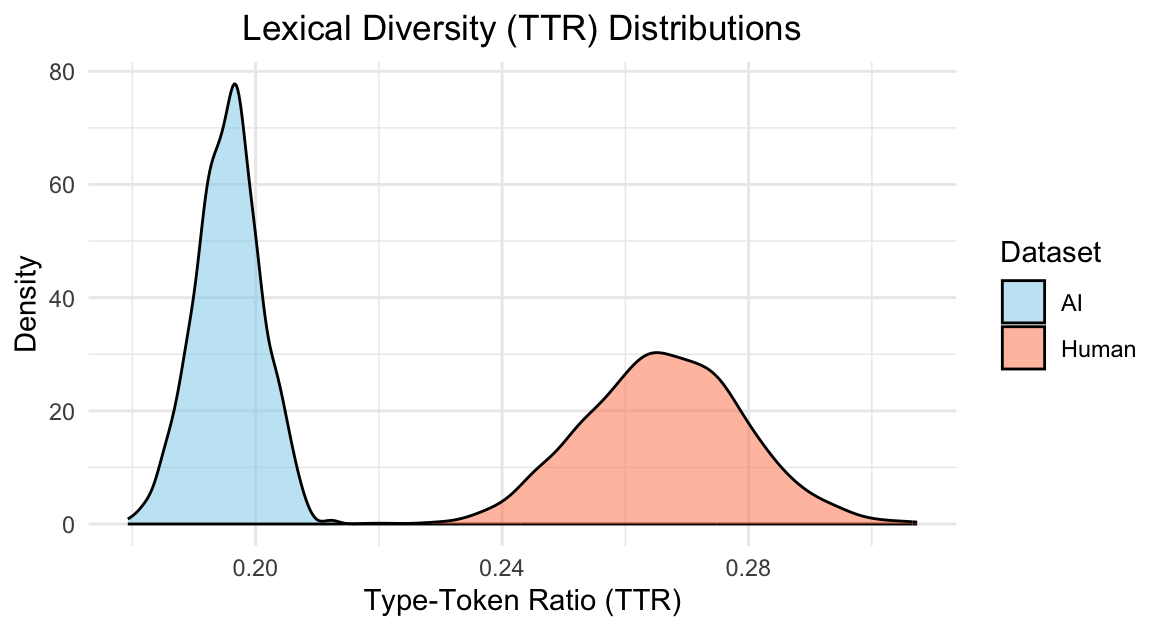 Lexical Diversity (TTR) Distributions
80
60
40
20
0
Density
0.20 0.24 0.28
Type-Token Ratio (TTR)
Dataset
AI
Human